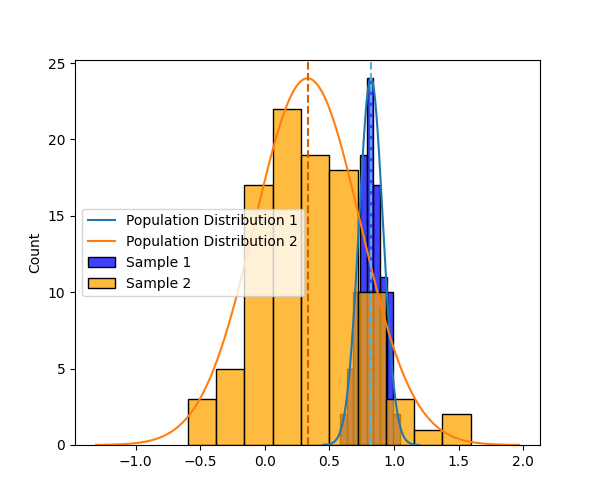 25
20
15
10
5
0
Count
Population Distribution 1
Population Distribution 2
Sample 1
Sample 2
−1.0 −0.5 0.0 0.5 1.0 1.5 2.0